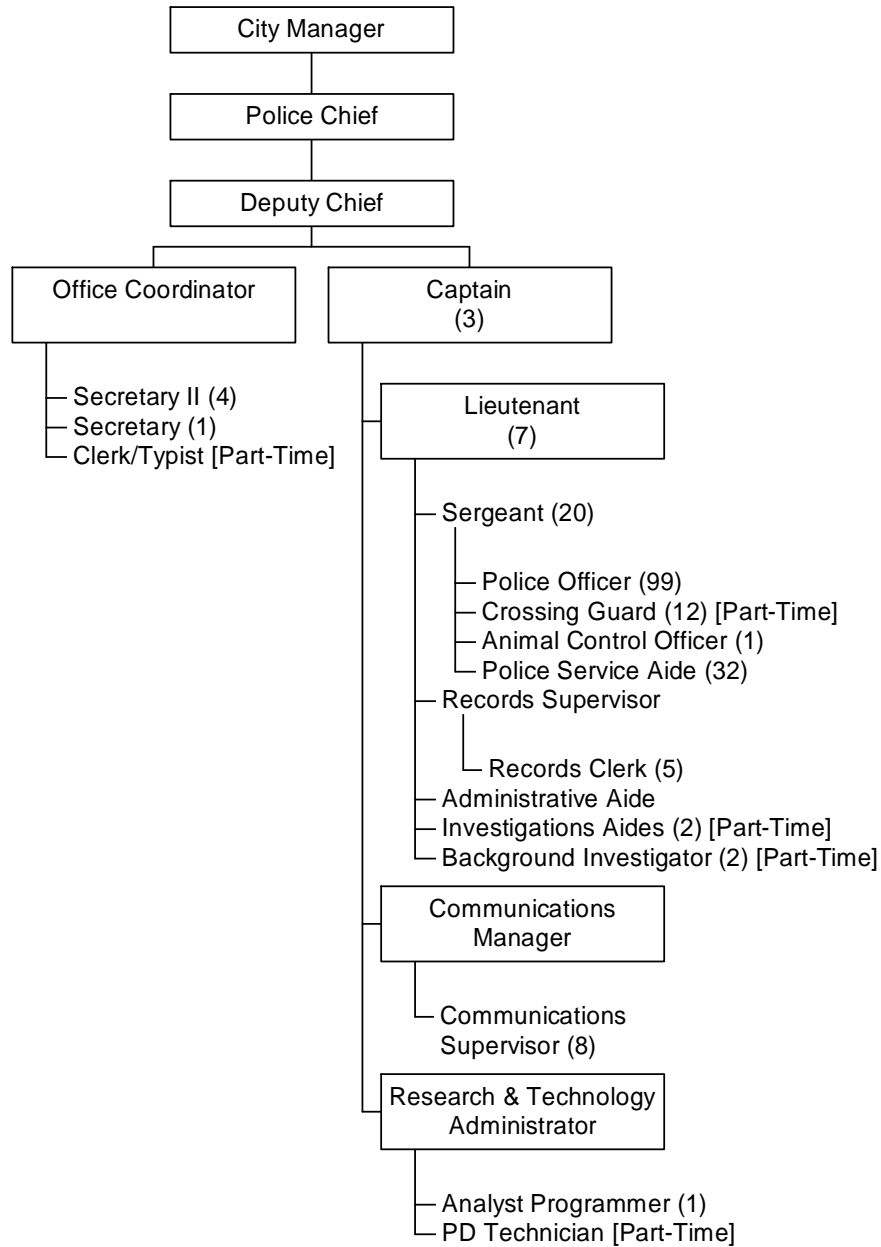 City Manager
Police Chief
Deputy Chief
Office Coordinator
Captain
(3)
Secretary II (4)
Secretary (1)
Clerk/Typist [Part-Time]
Lieutenant
(7)
Sergeant (20)
Police Officer (99)
Crossing Guard (12) [Part-Time]
Animal Control Officer (1)
Police Service Aide (32)
Records Supervisor
Records Clerk (5)
Administrative Aide
Investigations Aides (2) [Part-Time]
Background Investigator (2) [Part-Time]
Communications
Manager
Communications
Supervisor (8)
Research & Technology
Administrator
Analyst Programmer (1)
PD Technician [Part-Time]